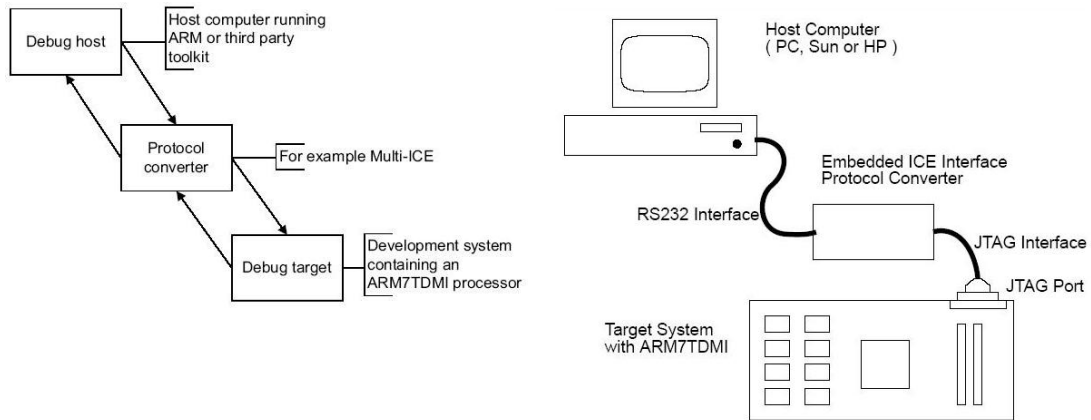 Debug host
Host computer running
ARM or third party
toolkit
Protocol
converter
For example Multi-ICE
Debug target
Development system
containing an
ARM7TDMI processor
Host Computer
( PC, Sun or HP )
Embedded ICE Interface
Protocol Converter
RS232 Interface
JTAG Interface
JTAG Port
Target System
with ARM7TDMI